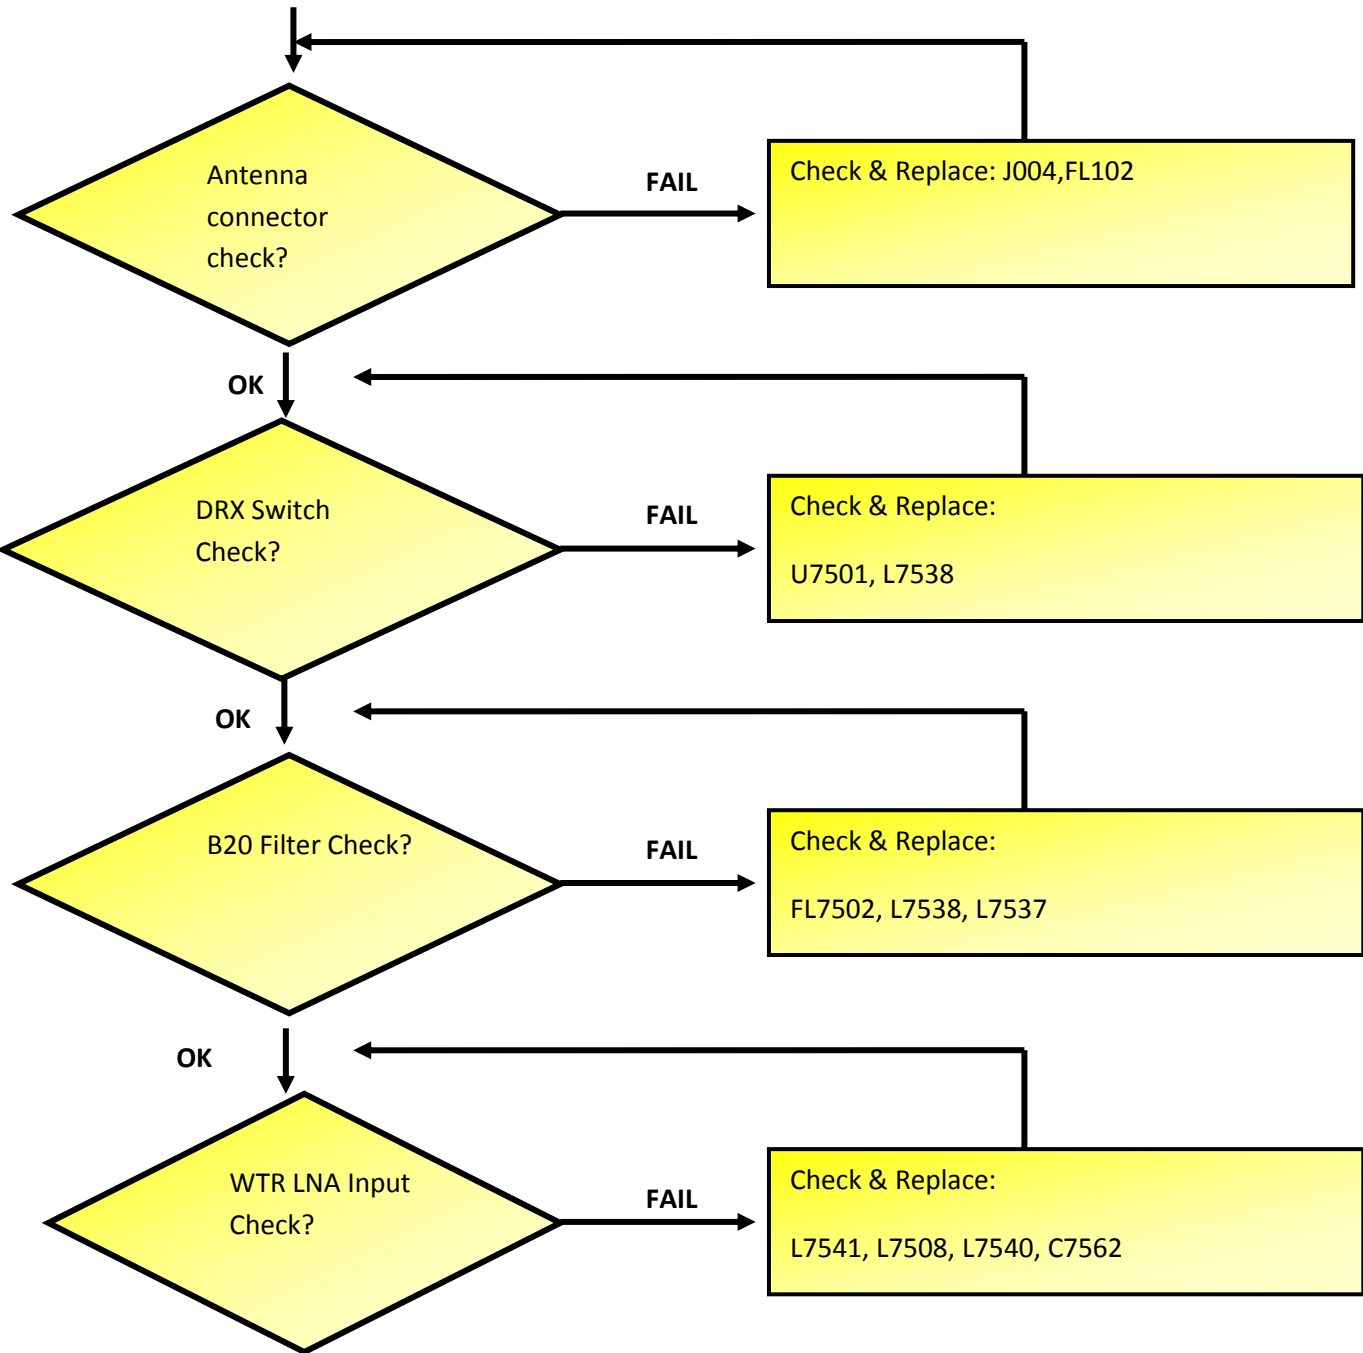 Antenna
connector
check?
FAIL
Check & Replace: J004,FL102
OK
DRX Switch
Check?
FAIL
Check & Replace:
U7501, L7538
OK
B20 Filter Check?
FAIL
Check & Replace:
FL7502, L7538, L7537
OK
WTR LNA Input
Check?
FAIL
Check & Replace:
L7541, L7508, L7540, C7562